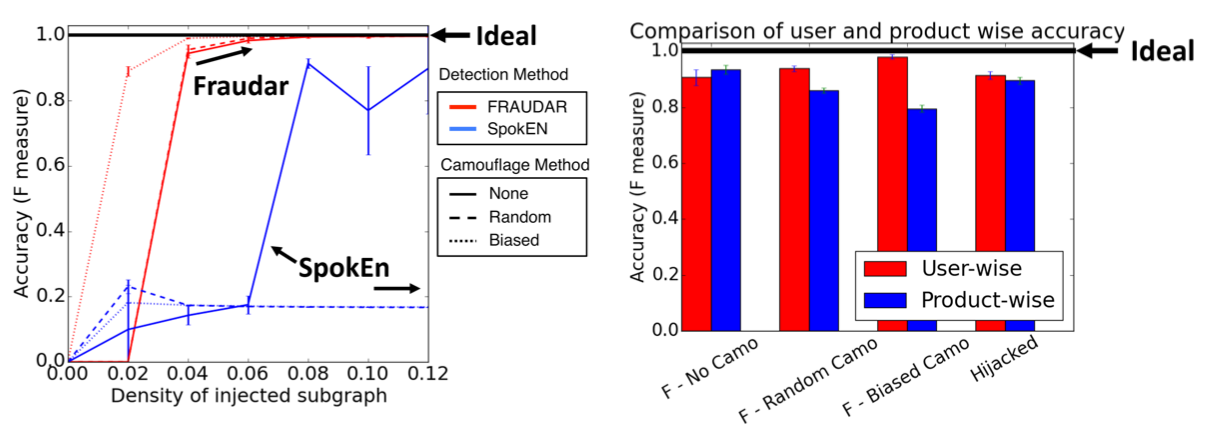 1.0
0.8
0.6
0.4
0.2
0.0
Accuracy (F measure)
0.00 0.02 0.04 0.06 0.08 0.10 0.12
Density of injected subgraph
Ideal
Fraudar
SpokEn
Detection Method
FRAUDAR
SpokEN
Camouflage Method
None
Random
Biased
Comparison of user and product wise accuracy
1.0
0.8
0.6
0.4
0.2
0.0
Accuracy (F measure)
Ideal
User-wise
Product-wise
F - No Camo
F - Random Camo
F - Biased Camo
Hijacked